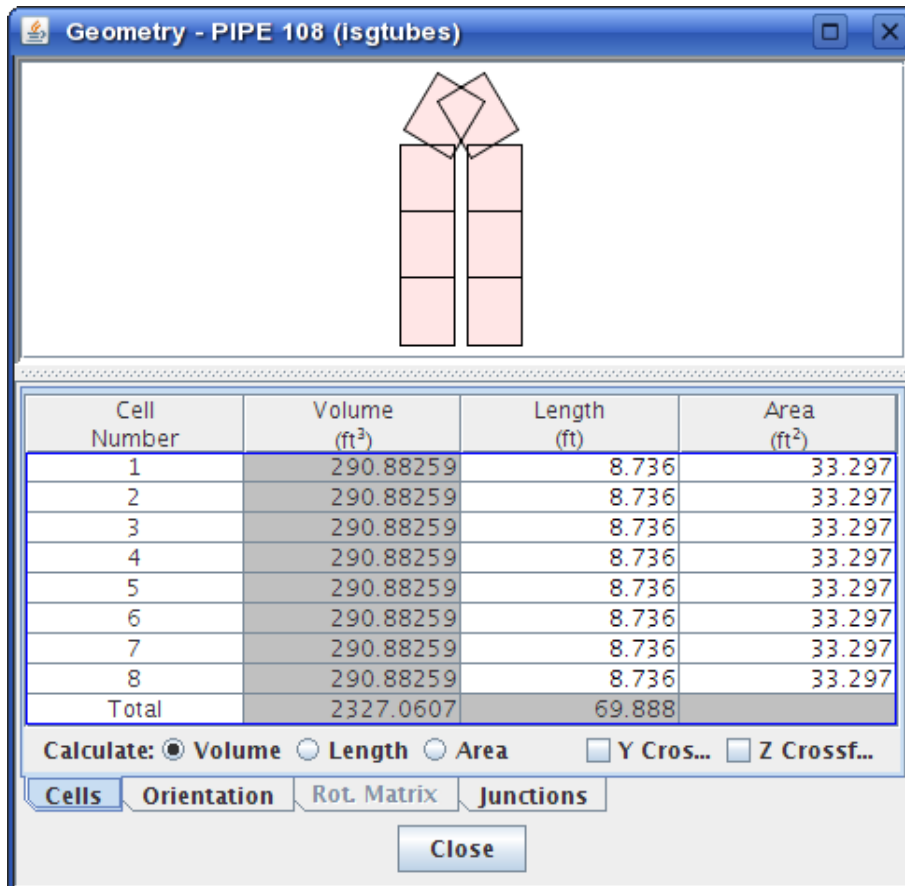 Geometry - PIPE 108 (isgtubes)
Cell Number Volume (ft³) Length (ft) Area (ft²)
1 290.88259 8.736 33.297
2 290.88259 8.736 33.297
3 290.88259 8.736 33.297
4 290.88259 8.736 33.297
5 290.88259 8.736 33.297
6 290.88259 8.736 33.297
7 290.88259 8.736 33.297
8 290.88259 8.736 33.297
Total 2327.0607 69.888
Calculate: Volume Length Area Y Cros... Z Crossf...
Cells Orientation Rot. Matrix Junctions
Close